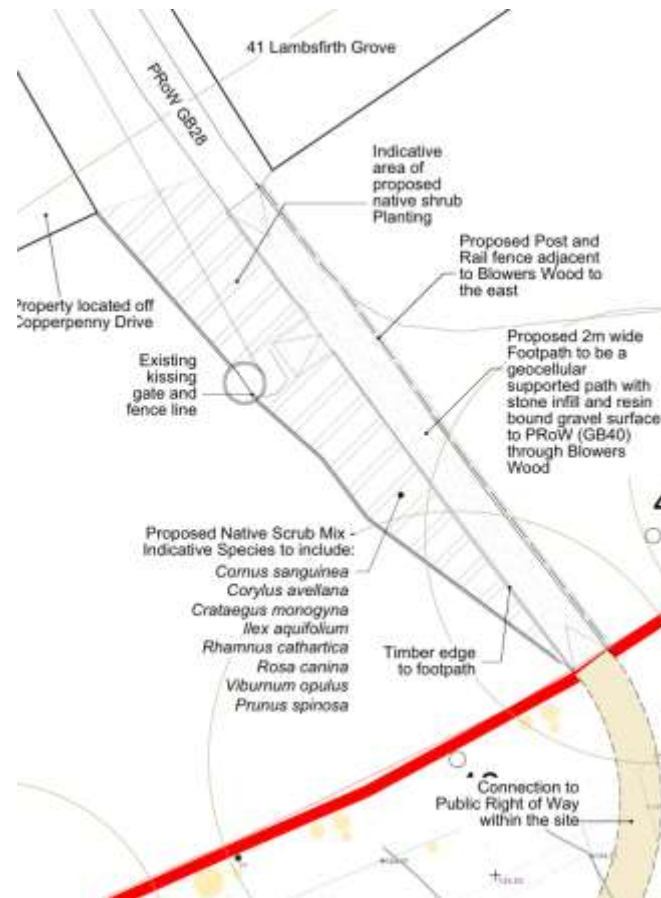 41 Lambsfirth Grove
PRoW GB28
Indicative
area of
proposed
native shrub
Planting
Proposed Post and
Rail fence adjacent
to Blowers Wood to
the east
Property located off
Copperpenny Drive
Existing
kissing
gate and
fence line
Proposed 2m wide
Footpath to be a
geocellular
supported path with
stone infill and resin
bound gravel surface
to PRoW (GB40)
through Blowers
Wood
Proposed Native Scrub Mix -
Indicative Species to include:
Cornus sanguinea
Corylus avellana
Crataegus monogyna
Ilex aquifolium
Rhamnus cathartica
Rosa canina
Viburnum opulus
Prunus spinosa
Timber edge
to footpath
Connection to
Public Right of Way
within the site